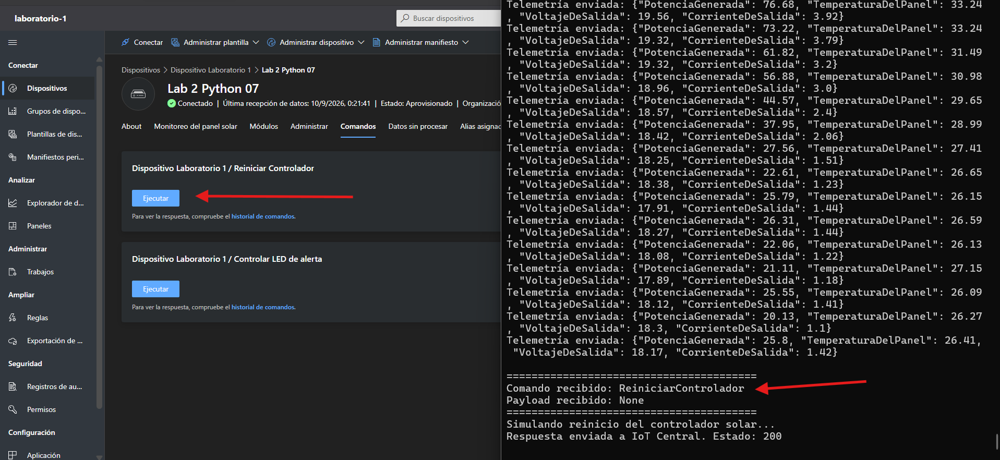 laboratorio-1
Buscar dispositivos
Conectar
Dispositivos
Grupos de dispo...
Plantillas de dis...
Manifiestos peri...
Analizar
Explorador de d...
Paneles
Administrar
Trabajos
Ampliar
Reglas
Exportación de ...
Seguridad
Registros de au...
Permisos
Configuración
Aplicación
Conectar Administrar plantilla Administrar dispositivo Administrar manifiesto
Dispositivos > Dispositivo Laboratorio 1 > Lab 2 Python 07
Lab 2 Python 07
Conectado | Última recepción de datos: 10/9/2026, 0:21:41 | Estado: Aprovisionado | Organizació
About Monitoreo del panel solar Módulos Administrar Comandos Datos sin procesar Alias asignad
Dispositivo Laboratorio 1 / Reiniciar Controlador
Ejecutar
Para ver la respuesta, compruebe el historial de comandos.
Dispositivo Laboratorio 1 / Controlar LED de alerta
Ejecutar
Para ver la respuesta, compruebe el historial de comandos.
Telemetría enviada: {"PotenciaGenerada": 76.68, "TemperaturaDelPanel": 33.24
, "VoltajeDeSalida": 19.56, "CorrienteDeSalida": 3.92}
Telemetría enviada: {"PotenciaGenerada": 73.22, "TemperaturaDelPanel": 33.24
, "VoltajeDeSalida": 19.32, "CorrienteDeSalida": 3.79}
Telemetría enviada: {"PotenciaGenerada": 61.82, "TemperaturaDelPanel": 31.49
, "VoltajeDeSalida": 19.32, "CorrienteDeSalida": 3.2}
Telemetría enviada: {"PotenciaGenerada": 56.88, "TemperaturaDelPanel": 30.98
, "VoltajeDeSalida": 18.96, "CorrienteDeSalida": 3.0}
Telemetría enviada: {"PotenciaGenerada": 44.57, "TemperaturaDelPanel": 29.65
, "VoltajeDeSalida": 18.57, "CorrienteDeSalida": 2.4}
Telemetría enviada: {"PotenciaGenerada": 37.95, "TemperaturaDelPanel": 28.99
, "VoltajeDeSalida": 18.42, "CorrienteDeSalida": 2.06}
Telemetría enviada: {"PotenciaGenerada": 27.56, "TemperaturaDelPanel": 27.41
, "VoltajeDeSalida": 18.25, "CorrienteDeSalida": 1.51}
Telemetría enviada: {"PotenciaGenerada": 22.61, "TemperaturaDelPanel": 26.65
, "VoltajeDeSalida": 18.38, "CorrienteDeSalida": 1.23}
Telemetría enviada: {"PotenciaGenerada": 25.79, "TemperaturaDelPanel": 26.15
, "VoltajeDeSalida": 17.91, "CorrienteDeSalida": 1.44}
Telemetría enviada: {"PotenciaGenerada": 26.31, "TemperaturaDelPanel": 26.59
, "VoltajeDeSalida": 18.27, "CorrienteDeSalida": 1.44}
Telemetría enviada: {"PotenciaGenerada": 22.06, "TemperaturaDelPanel": 26.13
, "VoltajeDeSalida": 18.08, "CorrienteDeSalida": 1.22}
Telemetría enviada: {"PotenciaGenerada": 21.11, "TemperaturaDelPanel": 27.15
, "VoltajeDeSalida": 17.89, "CorrienteDeSalida": 1.18}
Telemetría enviada: {"PotenciaGenerada": 25.55, "TemperaturaDelPanel": 26.09
, "VoltajeDeSalida": 18.12, "CorrienteDeSalida": 1.41}
Telemetría enviada: {"PotenciaGenerada": 20.13, "TemperaturaDelPanel": 26.27
, "VoltajeDeSalida": 18.3, "CorrienteDeSalida": 1.1}
Telemetría enviada: {"PotenciaGenerada": 25.8, "TemperaturaDelPanel": 26.41,
"VoltajeDeSalida": 18.17, "CorrienteDeSalida": 1.42}
========================================
Comando recibido: ReiniciarControlador
Payload recibido: None
========================================
Simulando reinicio del controlador solar...
Respuesta enviada a IoT Central. Estado: 200